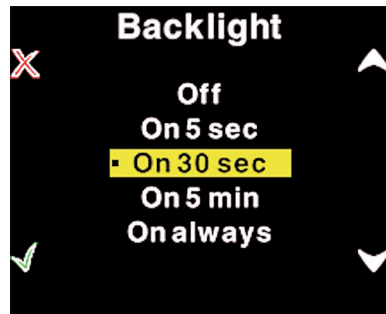 Backlight
Off
On 5 sec
On 30 sec
On 5 min
On always